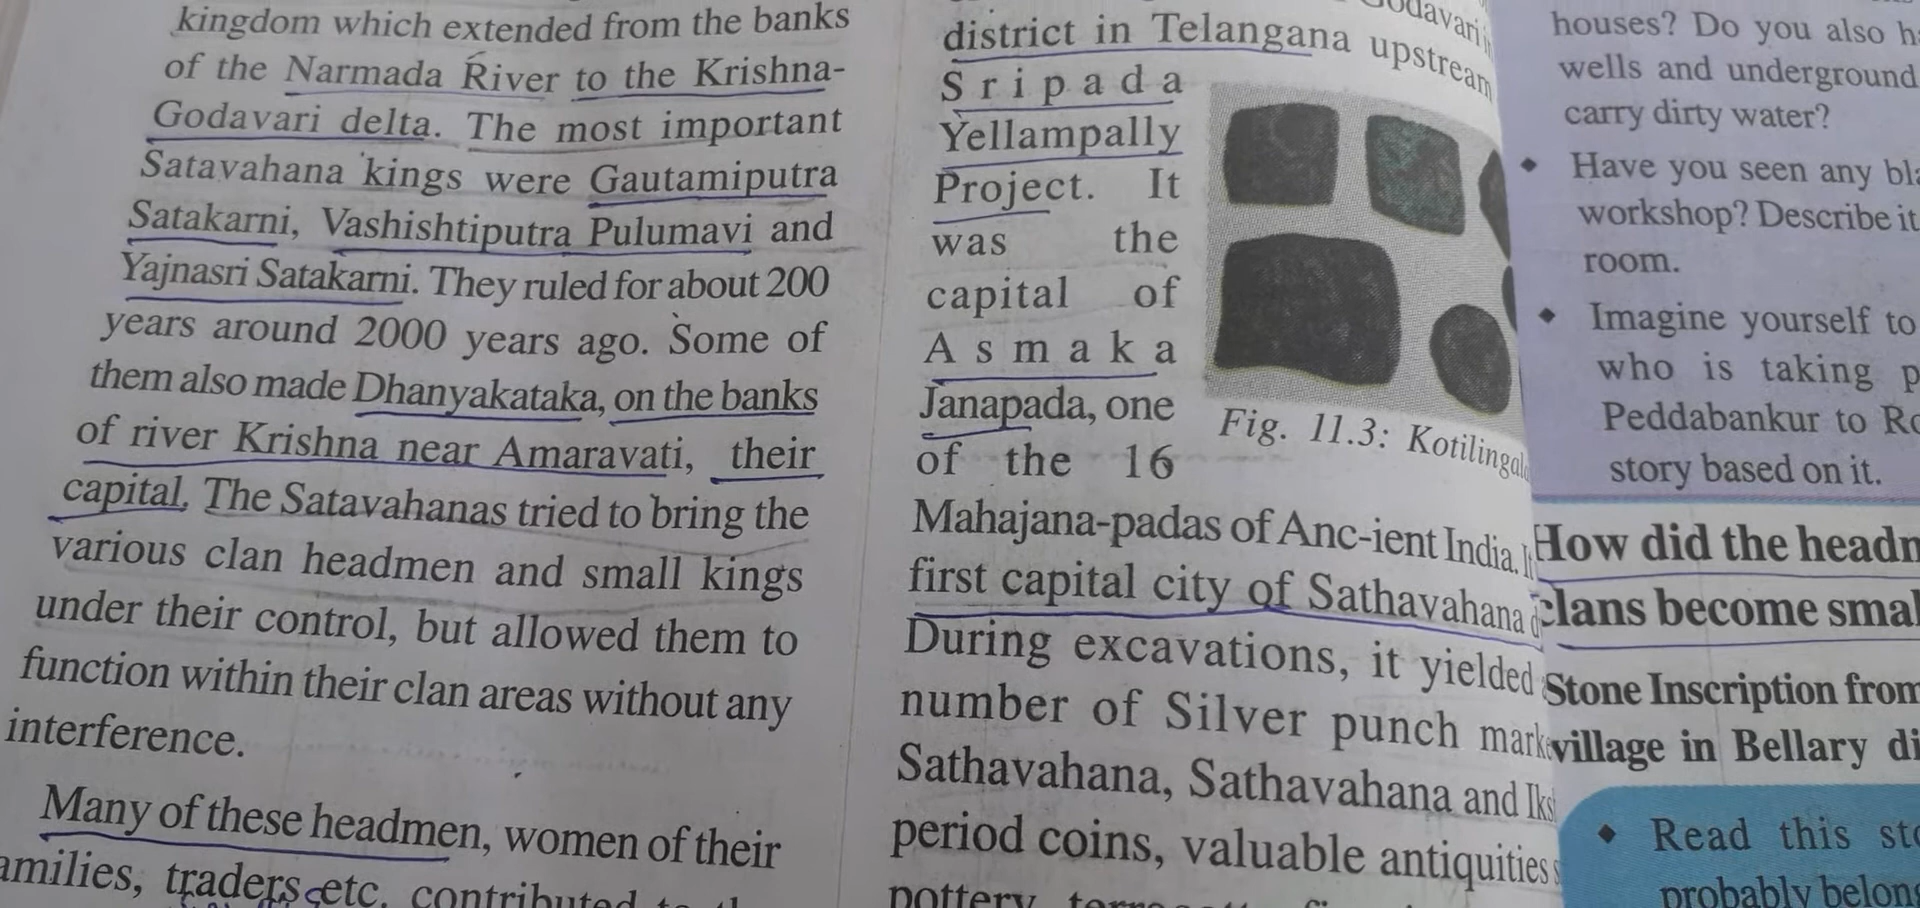 kingdom which extended from the banks
of the Narmada River to the Krishna-
Godavari delta. The most important
Satavahana kings were Gautamiputra
Satakarni, Vashishtiputra Pulumavi and
Yajnasri Satakarni. They ruled for about 200
years around 2000 years ago. Some of
them also made Dhanyakataka, on the banks
of river Krishna near Amaravati, their
capital. The Satavahanas tried to bring the
various clan headmen and small kings
under their control, but allowed them to
function within their clan areas without any
interference.
Many of these headmen, women of their
amilies, traders etc. contributed to
Godavari
district in Telangana upstream
Sripada
Yellampally
Project. It
was the
capital of
Asmaka
Janapada, one
of the 16
Mahajana-padas of Anc-ient India.
first capital city of Sathavahana
During excavations, it yielded
number of Silver punch mark
Sathavahana, Sathavahana and Iks
period coins, valuable antiquities
pottery,
Fig. 11.3: Kotilingal
houses? Do you also h
wells and underground
carry dirty water?
◆ Have you seen any bla
workshop? Describe it
room.
◆ Imagine yourself to
who is taking p
Peddabankur to Ro
story based on it.
How did the headm
clans become smal
Stone Inscription from
village in Bellary di
◆ Read this sto
probably belong